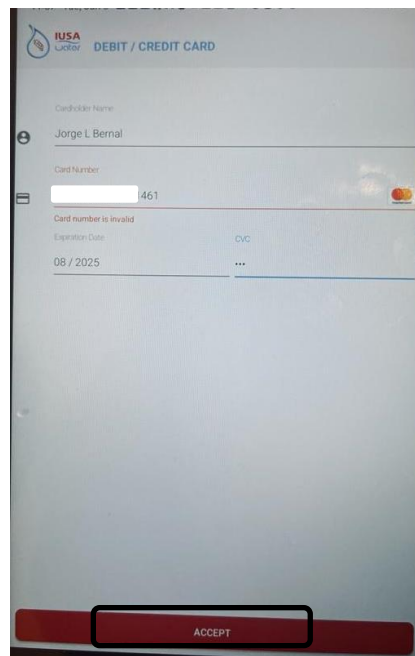 IUSA
Water
DEBIT / CREDIT CARD
Cardholder Name
Jorge L Bernal
Card Number
461
Card number is invalid
Expiration Date
CVC
08 / 2025
•••
ACCEPT